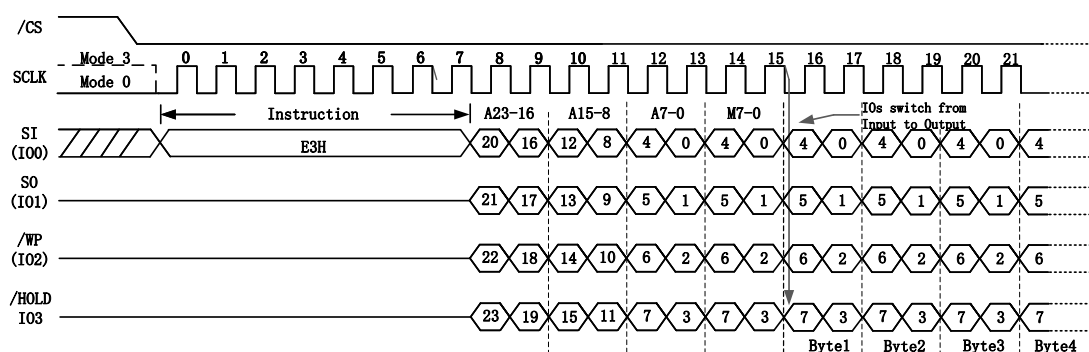 /CS
Mode 3 0 1 2 3 4 5 6 7 8 9 10 11 12 13 14 15 16 17 18 19 20 21
SCLK
Mode 0
Instruction A23-16 A15-8 A7-0 M7-0 IOs switch from
Input to Output
SI
(IO0) E3H 20 16 12 8 4 0 4 0 4 0 4 0 4 0 4
SO
(IO1) 21 17 13 9 5 1 5 1 5 1 5 1 5 1 5
/WP
(IO2) 22 18 14 10 6 2 6 2 6 2 6 2 6 2 6
/HOLD
IO3 23 19 15 11 7 3 7 3 7 3 7 3 7 3 7
Byte1 Byte2 Byte3 Byte4